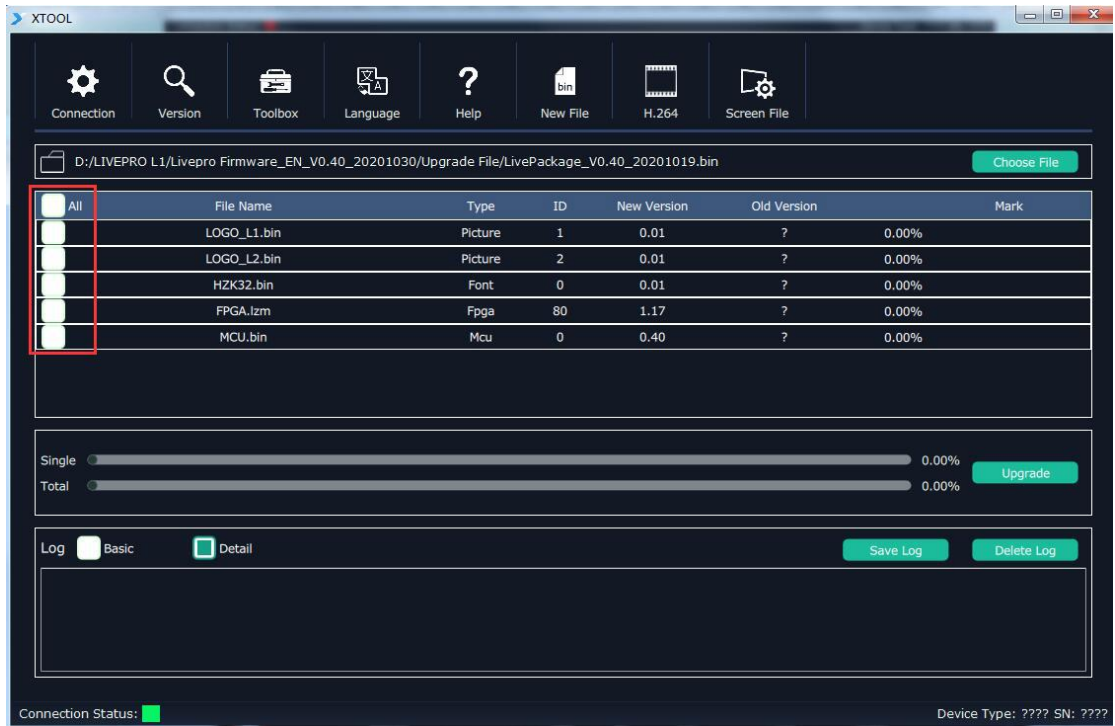 XTOOL
Connection Version Toolbox Language Help New File H.264 Screen File
bin
D:/LIVEPRO L1/Livepro Firmware_EN_V0.40_20201030/Upgrade File/LivePackage_V0.40_20201019.bin Choose File
All File Name Type ID New Version Old Version Mark
LOGO_L1.bin Picture 1 0.01 ? 0.00%
LOGO_L2.bin Picture 2 0.01 ? 0.00%
HZK32.bin Font 0 0.01 ? 0.00%
FPGA.lzm Fpga 80 1.17 ? 0.00%
MCU.bin Mcu 0 0.40 ? 0.00%
Single 0.00%
Upgrade
Total 0.00%
Log Basic Detail Save Log Delete Log
Connection Status: Device Type: ???? SN: ????